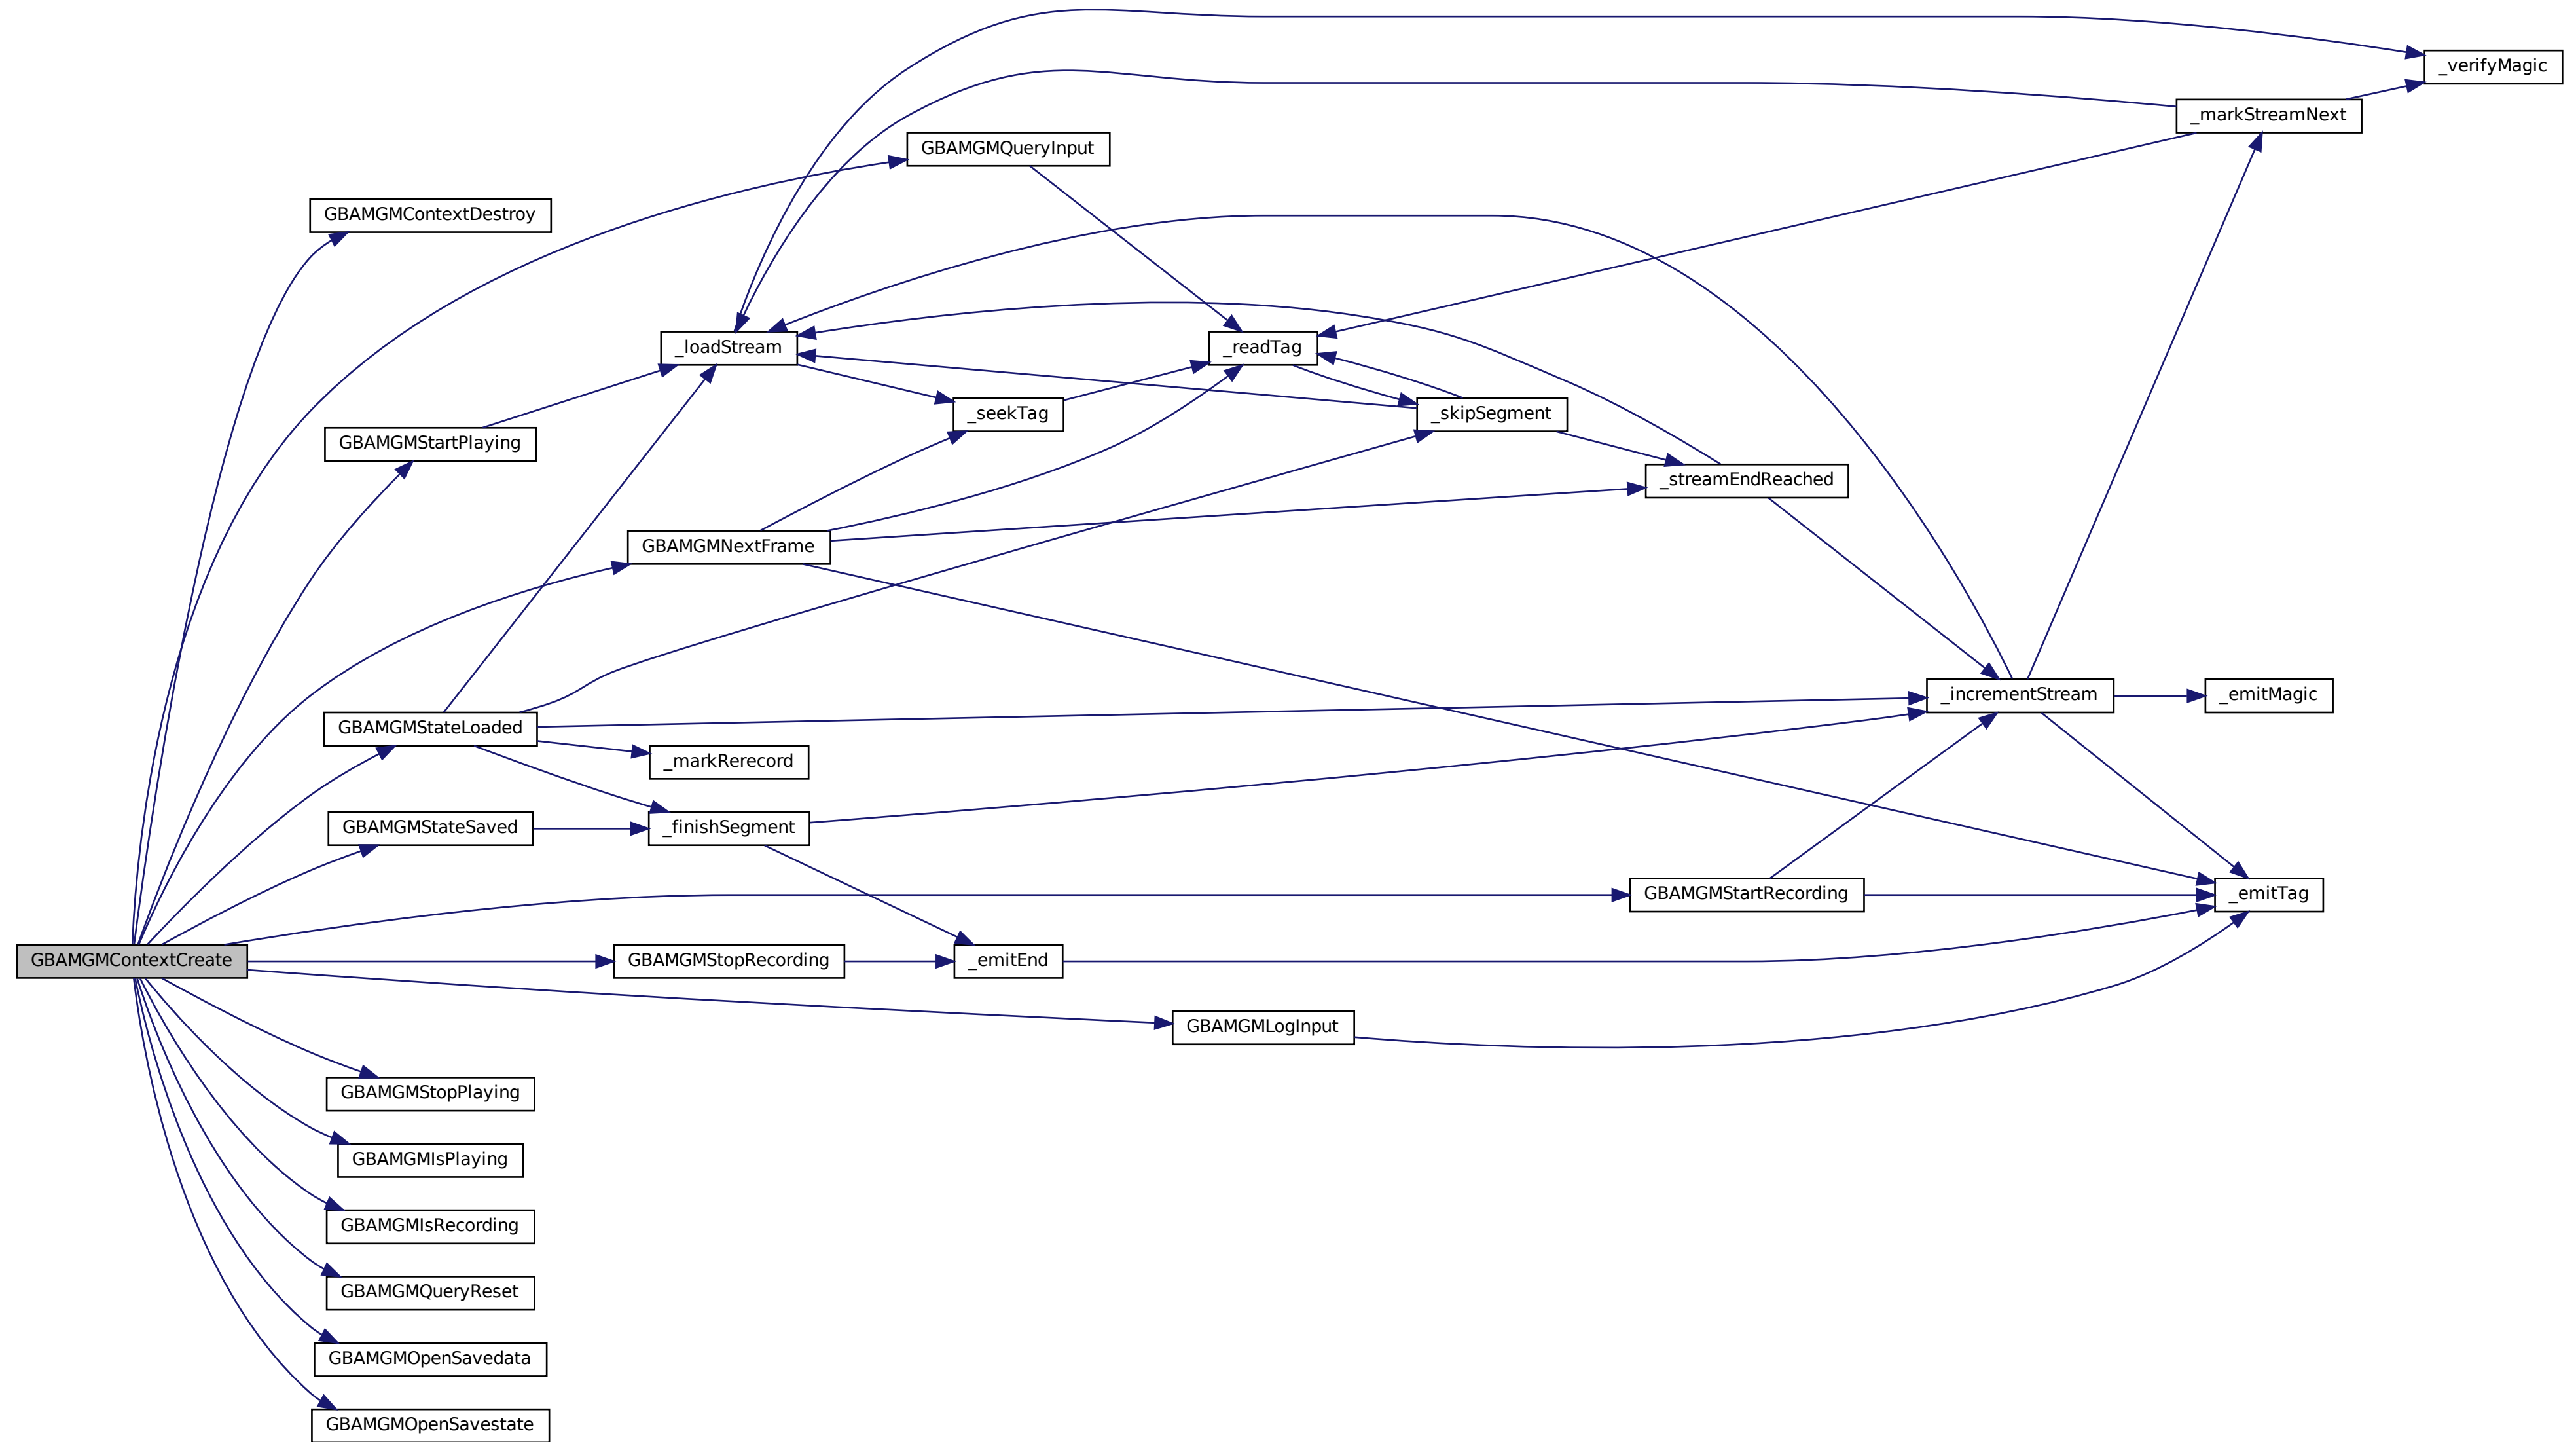 _verifyMagic
_markStreamNext
GBAMGMQueryInput
GBAMGMContextDestroy
_loadStream
_readTag
_seekTag
_skipSegment
GBAMGMStartPlaying
_streamEndReached
GBAMGMNextFrame
_incrementStream
_emitMagic
GBAMGMStateLoaded
_markRerecord
GBAMGMStateSaved
_finishSegment
GBAMGMStartRecording
_emitTag
GBAMGMContextCreate
GBAMGMStopRecording
_emitEnd
GBAMGMLogInput
GBAMGMStopPlaying
GBAMGMIsPlaying
GBAMGMIsRecording
GBAMGMQueryReset
GBAMGMOpenSavedata
GBAMGMOpenSavestate